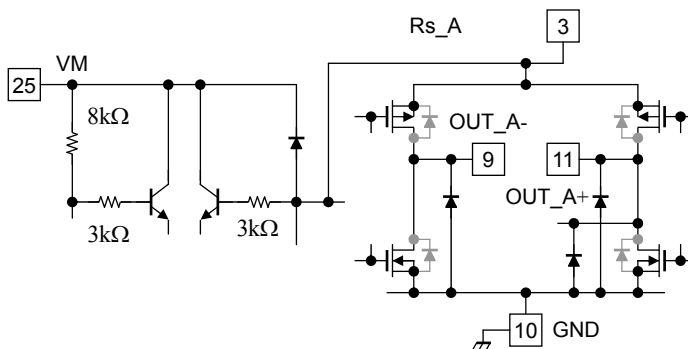 Rs_A
3
VM
25
8kΩ
OUT_A-
9
11
OUT_A+
3kΩ
3kΩ
10
GND